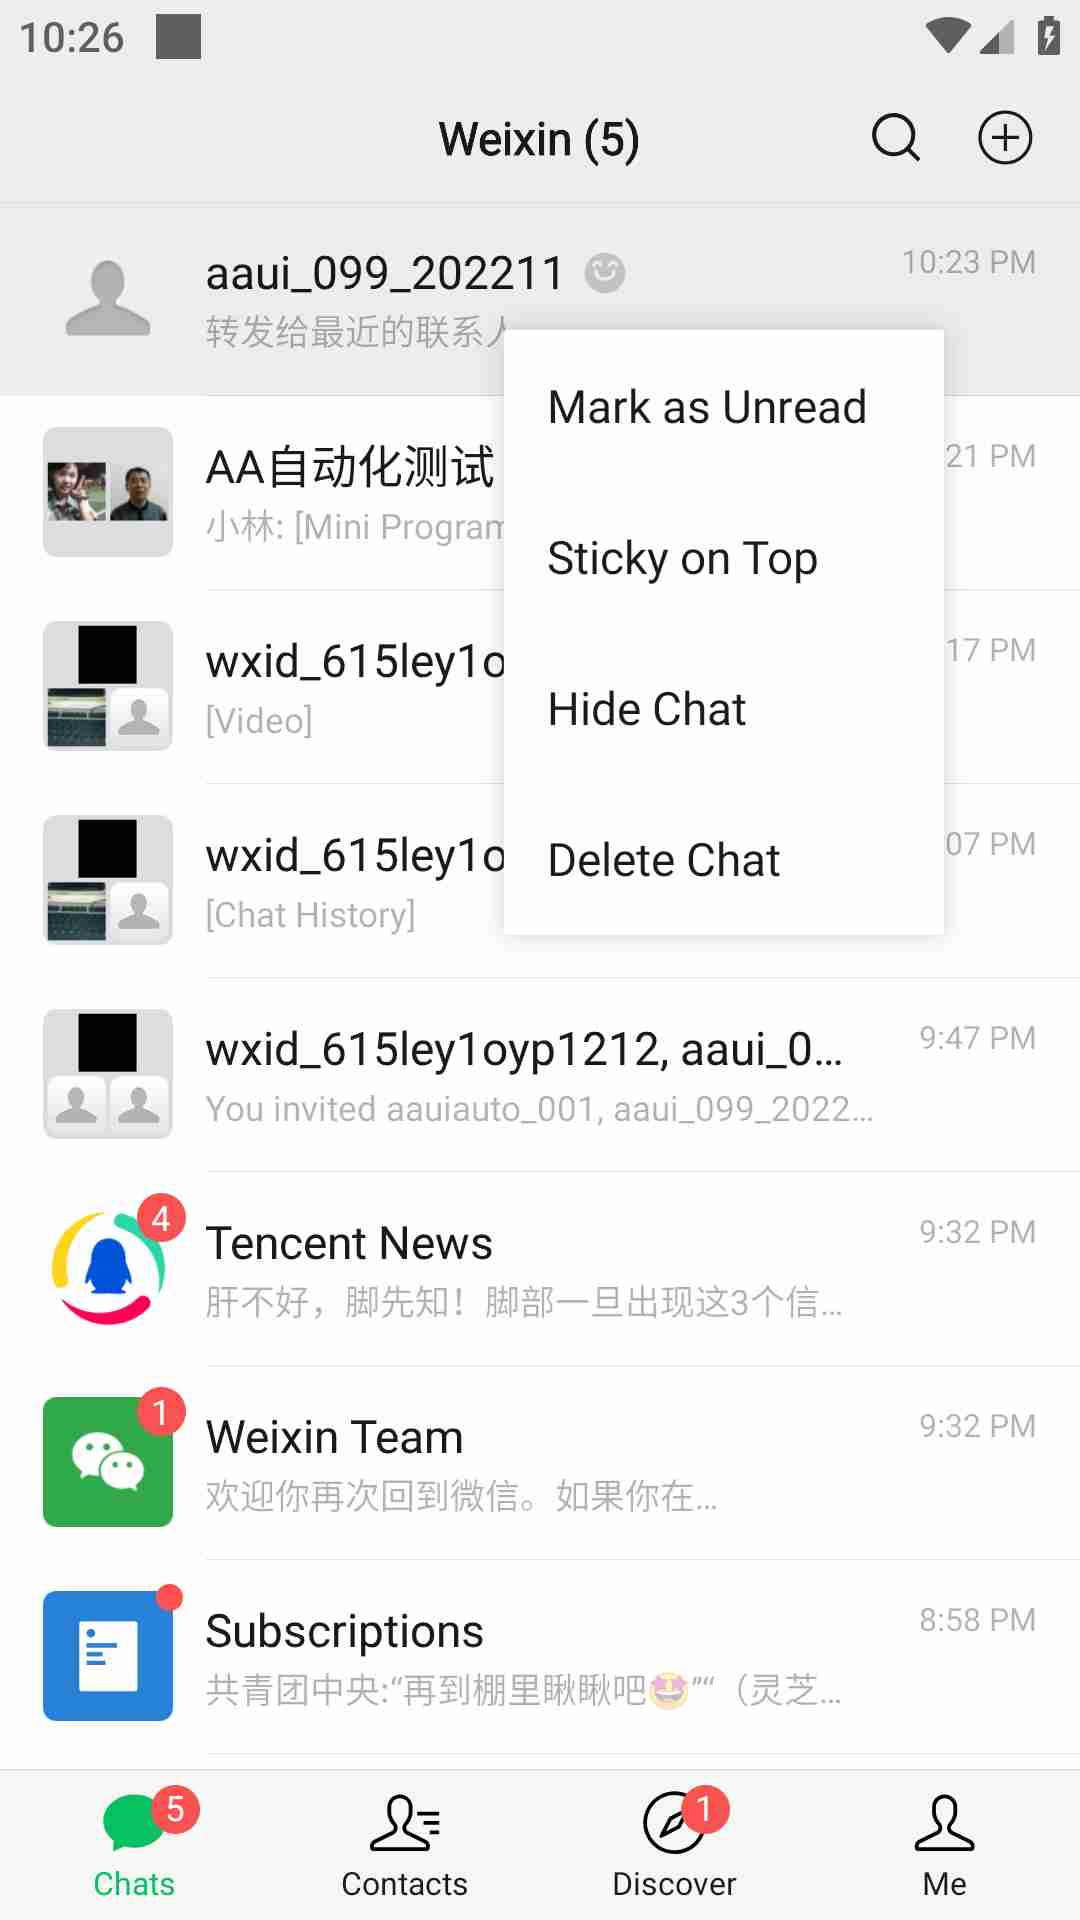 10:26
Weixin (5)
aaui_099_202211
10:23 PM
转发给最近的联系人
Mark as Unread
AA自动化测试
21 PM
小林: [Mini Program
Sticky on Top
wxid_615ley1o
17 PM
[Video]
Hide Chat
wxid_615ley1o
07 PM
Delete Chat
[Chat History]
wxid_615ley1oyp1212, aaui_0...
9:47 PM
You invited aauiauto_001, aaui_099_2022...
4
Tencent News
9:32 PM
肝不好，脚先知！脚部一旦出现这3个信...
1
Weixin Team
9:32 PM
欢迎你再次回到微信。如果你在...
Subscriptions
8:58 PM
共青团中央:“再到棚里瞅瞅吧🤩”“（灵芝...
5
1
Chats
Contacts
Discover
Me